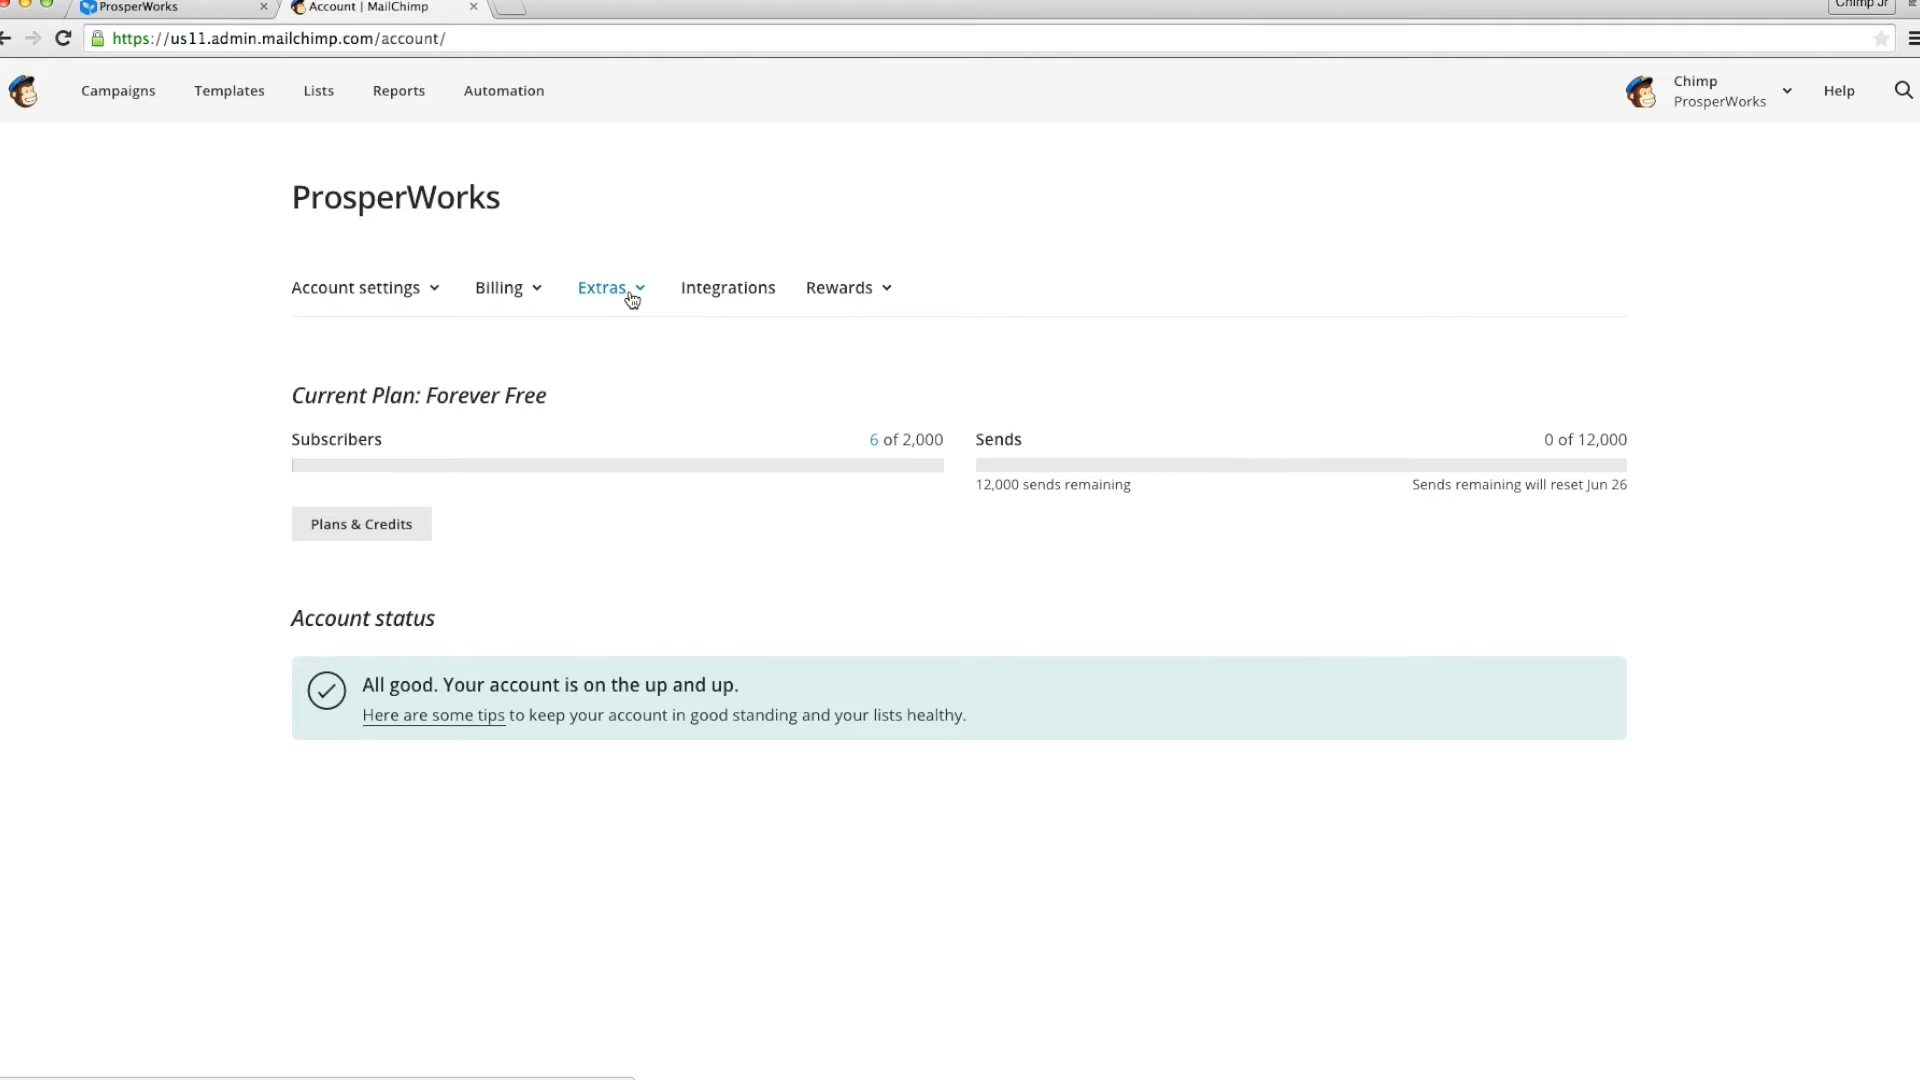 ProsperWorks
Account | MailChimp
Chimp Jr
https://us11.admin.mailchimp.com/account/
Campaigns Templates Lists Reports Automation
Chimp
ProsperWorks
Help
ProsperWorks
Account settings Billing Extras Integrations Rewards
Current Plan: Forever Free
Subscribers 6 of 2,000
Sends 0 of 12,000
12,000 sends remaining Sends remaining will reset Jun 26
Plans & Credits
Account status
All good. Your account is on the up and up.
Here are some tips to keep your account in good standing and your lists healthy.